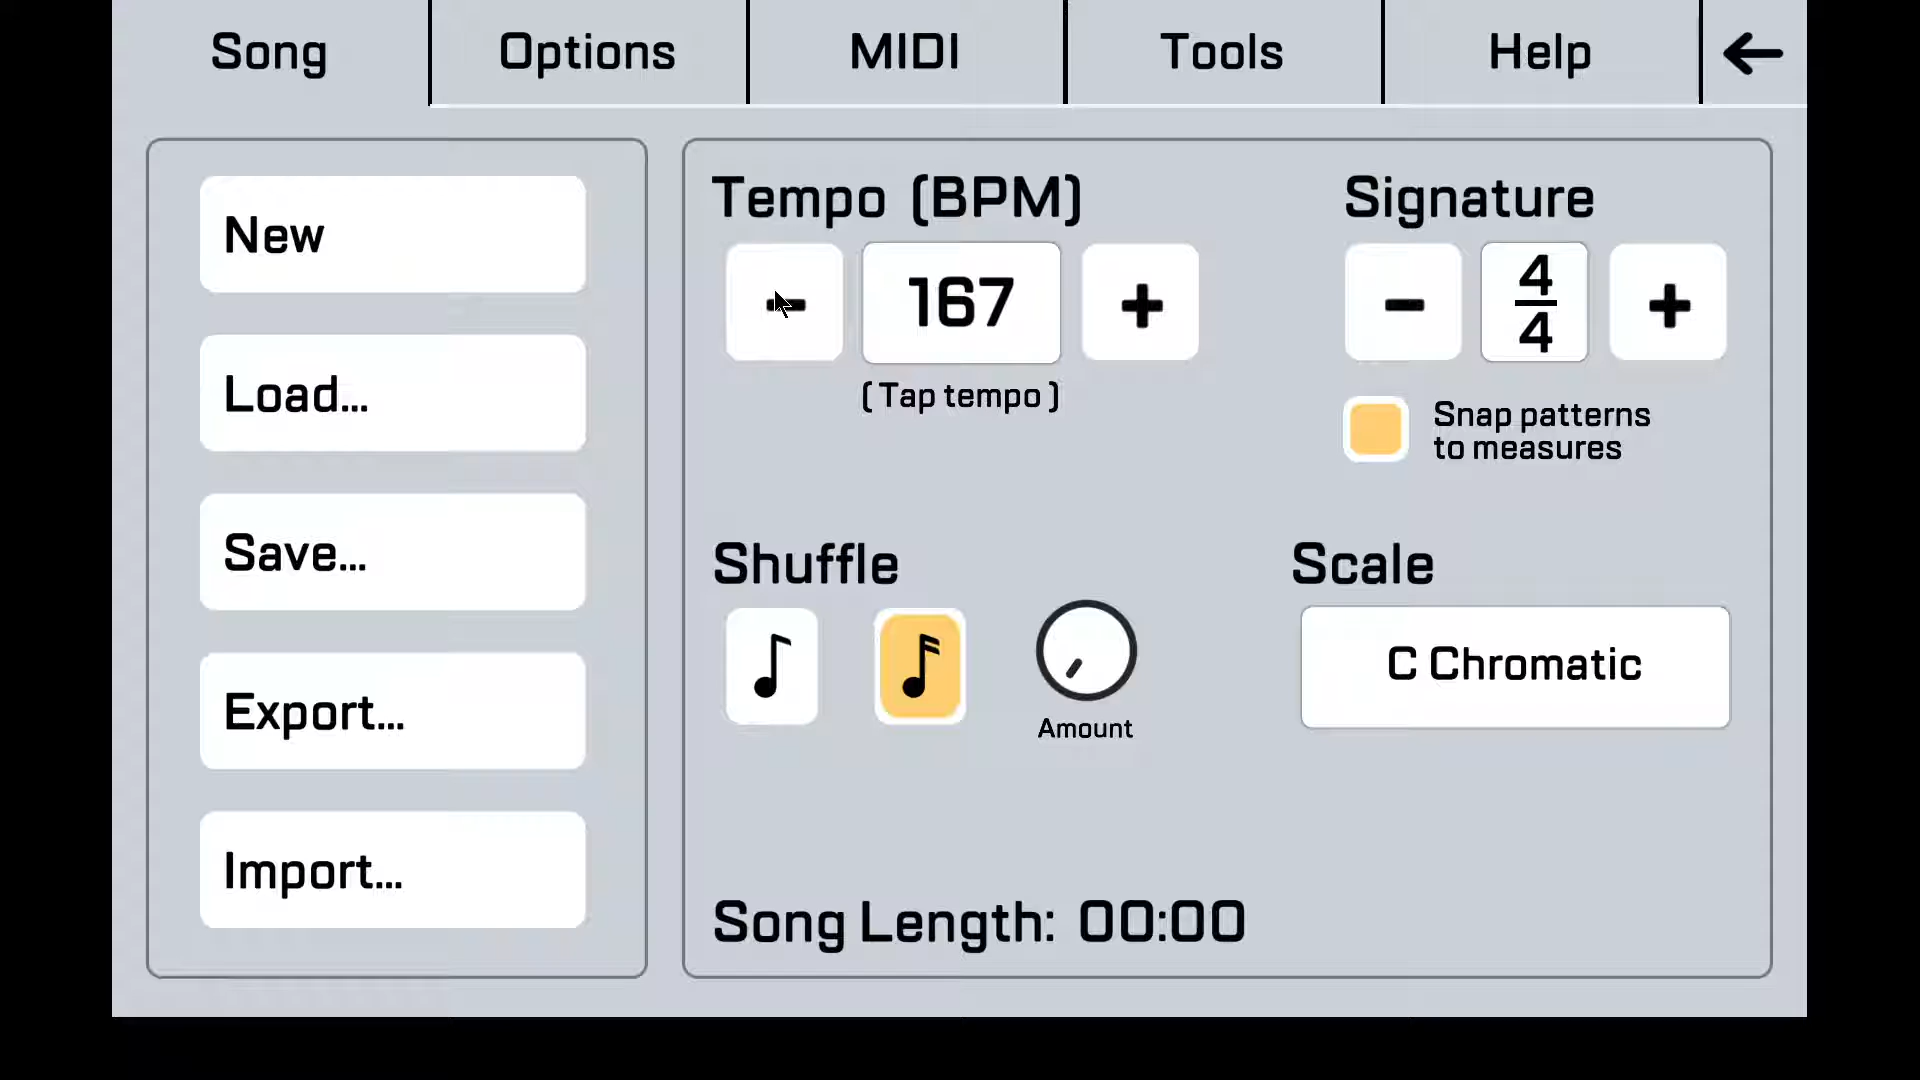 Song Options MIDI Tools Help
New
Load...
Save...
Export...
Import...
Tempo (BPM)
- 167 +
( Tap tempo )
Signature
- 4/4 +
Snap patterns
to measures
Shuffle
Amount
Scale
C Chromatic
Song Length: 00:00